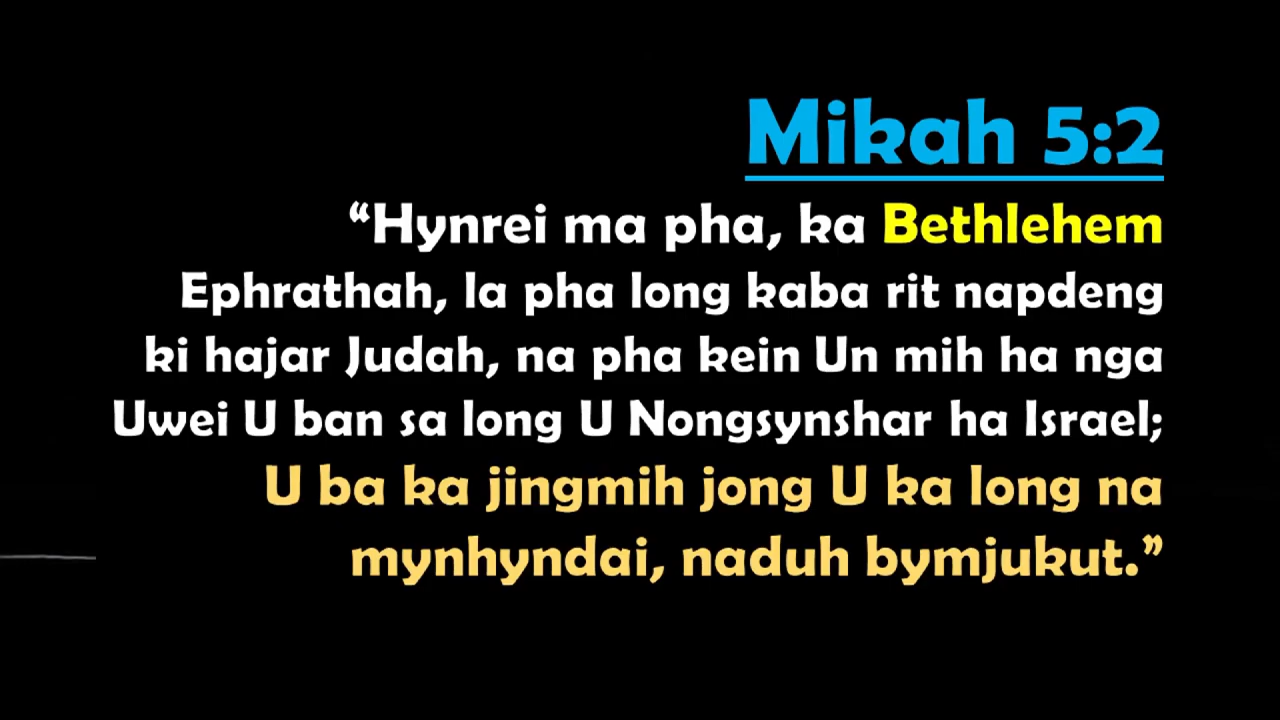 Mikah 5:2
“Hynrei ma pha, ka Bethlehem
Ephrathah, la pha long kaba rit napdeng
ki hajar Judah, na pha kein Un mih ha nga
Uwei U ban sa long U Nongsynshar ha Israel;
U ba ka jingmih jong U ka long na
mynhyndai, naduh bymjukut.”